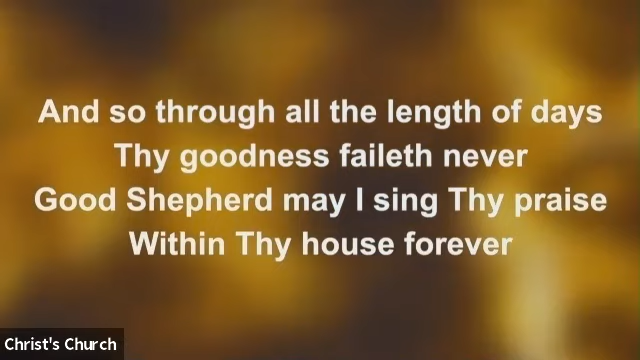 And so through all the length of days
Thy goodness faileth never
Good Shepherd may I sing Thy praise
Within Thy house forever
Christ's Church